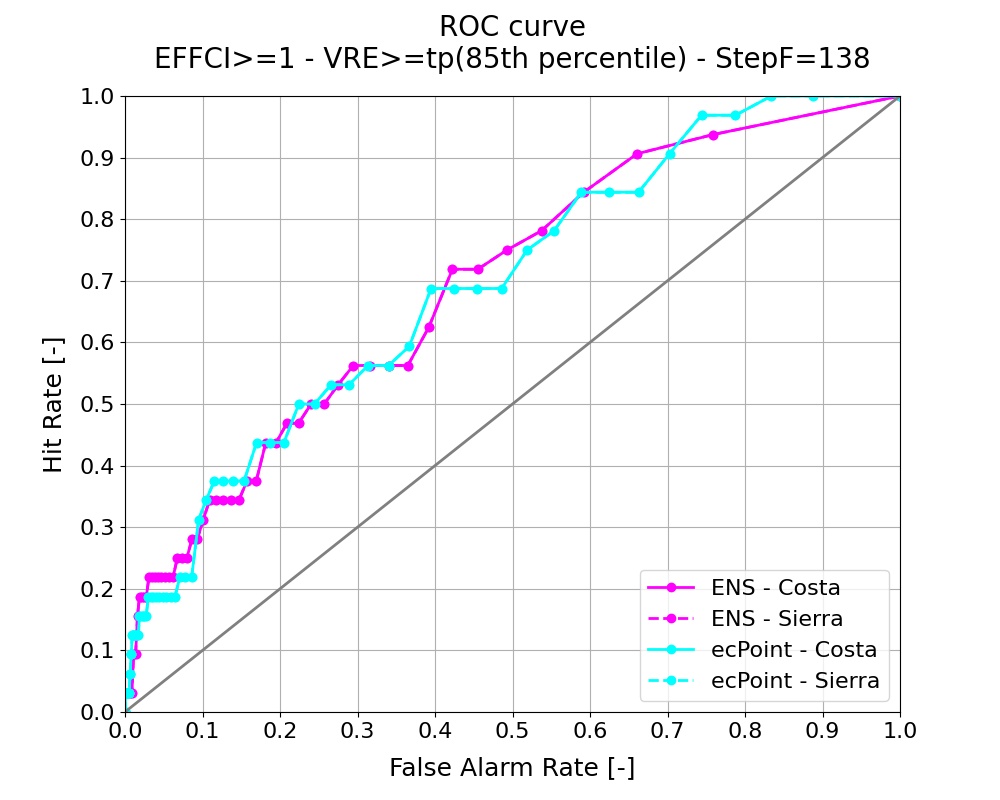 ROC curve
EFFCI>=1 - VRE>=tp(85th percentile) - StepF=138
1.0
0.9
0.8
0.7
0.6
0.5
0.4
0.3
0.2
0.1
0.0
Hit Rate [-]
ENS - Costa
ENS - Sierra
ecPoint - Costa
ecPoint - Sierra
0.0 0.1 0.2 0.3 0.4 0.5 0.6 0.7 0.8 0.9 1.0
False Alarm Rate [-]